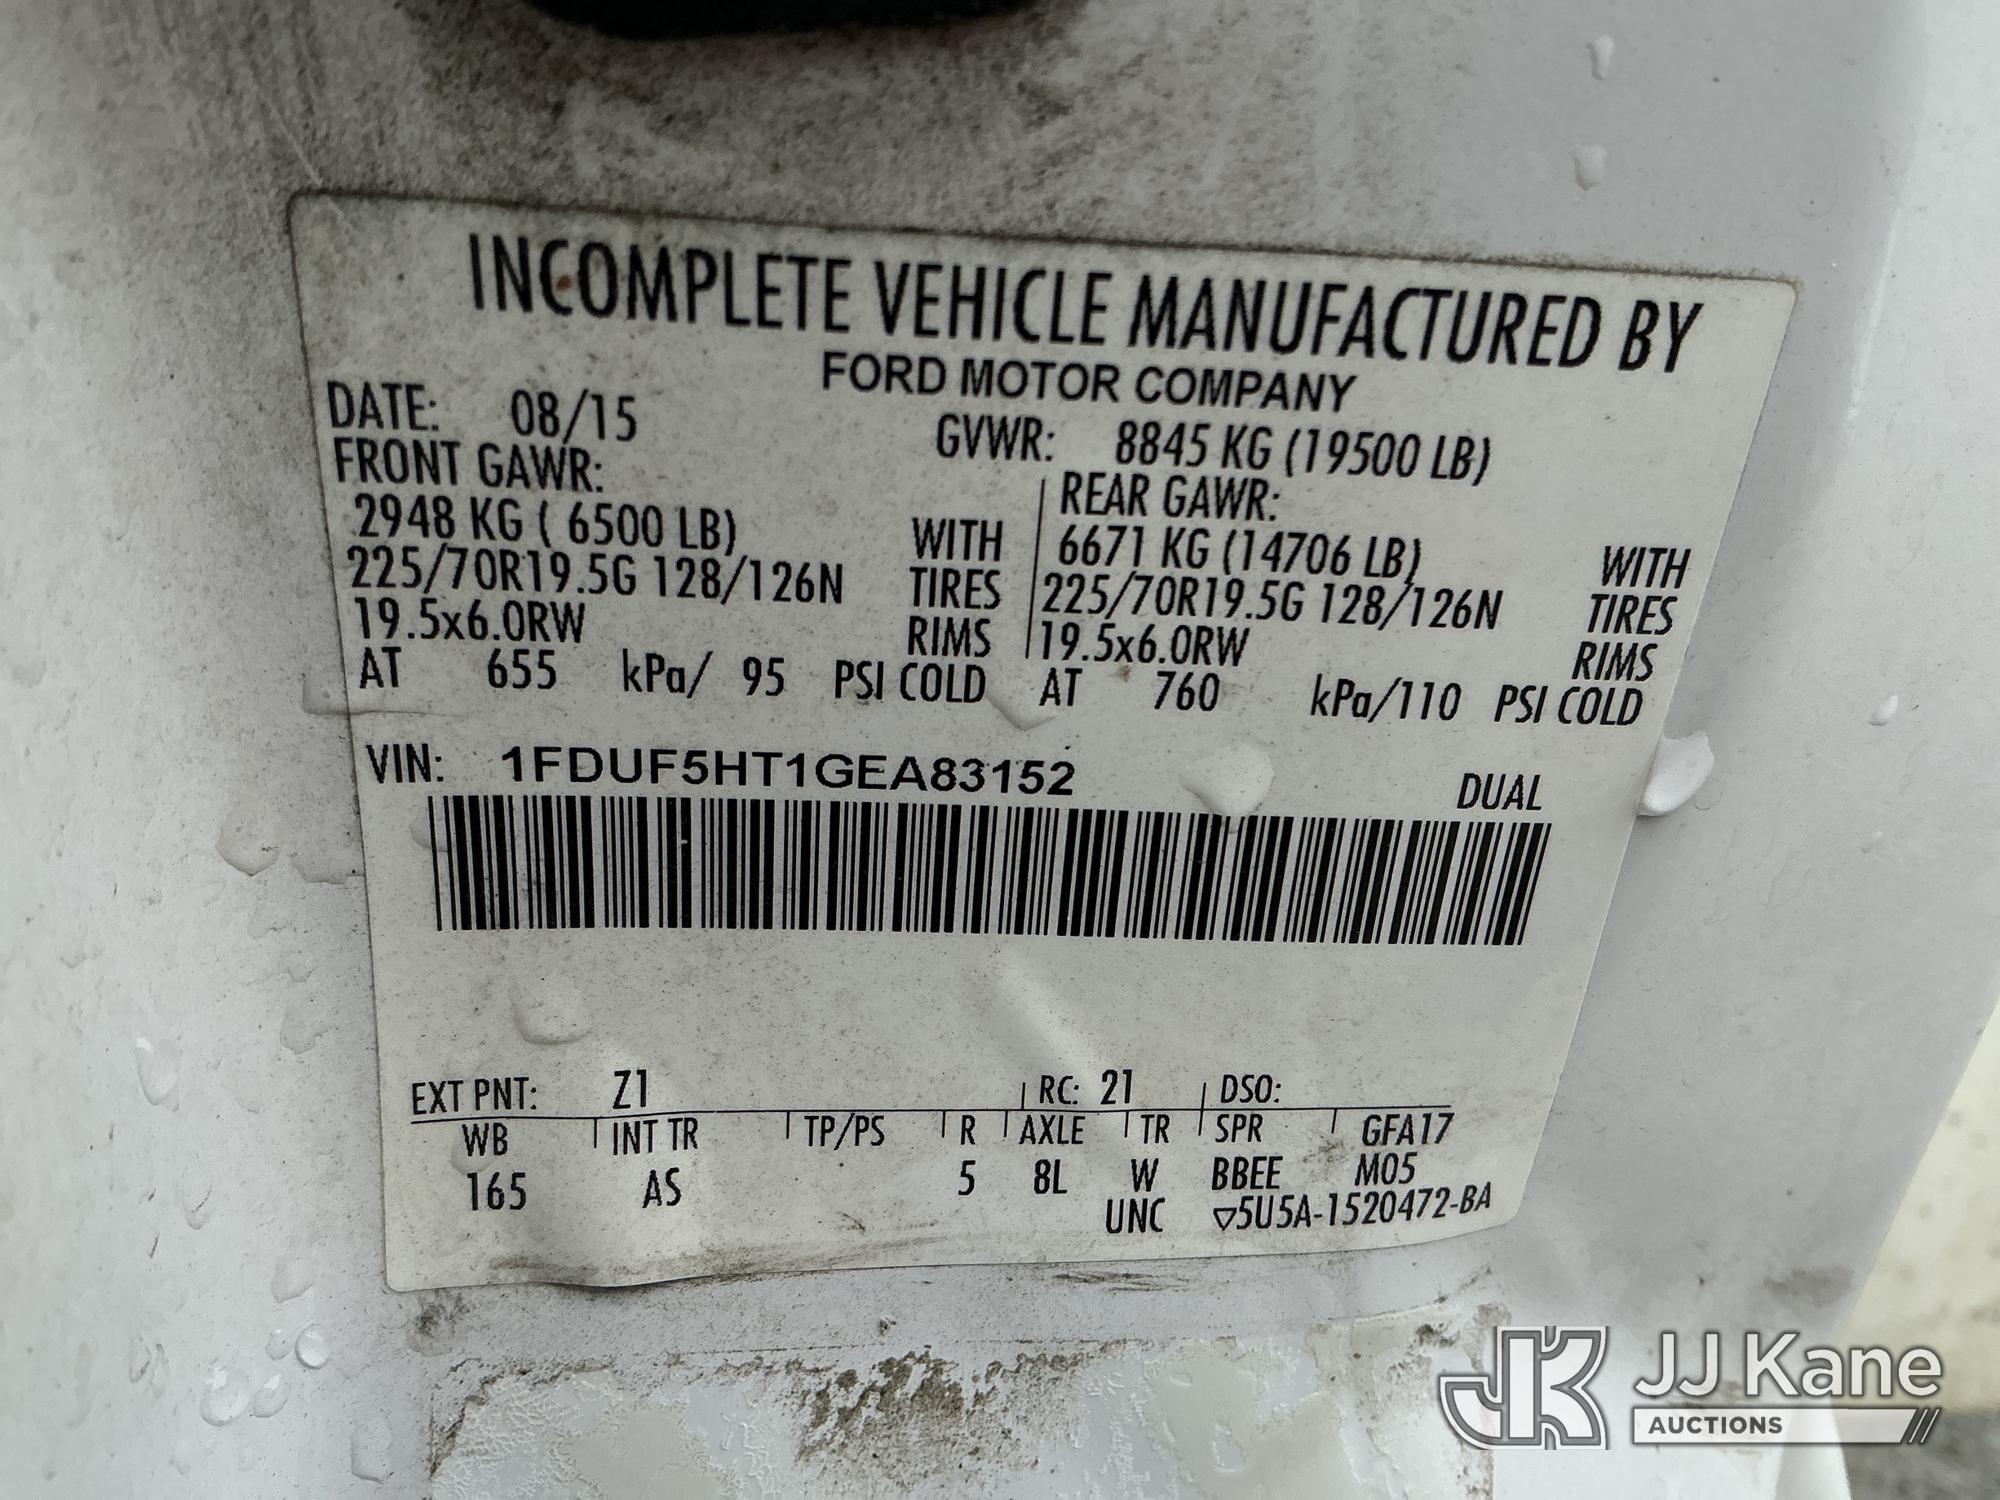 INCOMPLETE VEHICLE MANUFACTURED BY
FORD MOTOR COMPANY
DATE: 08/15 GVWR: 8845 KG (19500 LB)
FRONT GAWR: REAR GAWR:
2948 KG ( 6500 LB) WITH 6671 KG (14706 LB) WITH
225/70R19.5G 128/126N TIRES 225/70R19.5G 128/126N TIRES
19.5x6.0RW RIMS 19.5x6.0RW RIMS
AT 655 kPa/ 95 PSI COLD AT 760 kPa/110 PSI COLD
VIN: 1FDUF5HT1GEA83152 DUAL
EXT PNT: Z1 RC: 21 DSO:
WB INT TR TP/PS R AXLE TR SPR GFA17
165 AS 5 8L W BBEE M05
UNC ▽5U5A-1520472-BA
JK JJ Kane
AUCTIONS